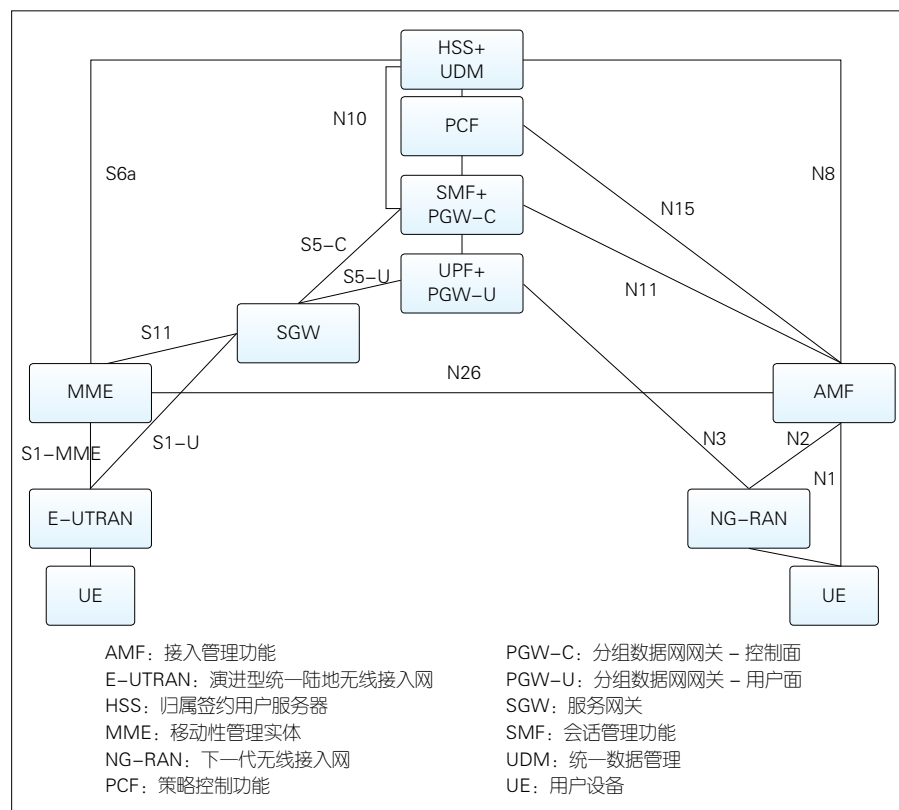 HSS+
UDM
N10
PCF
S6a
N8
SMF+
PGW-C
N15
S5-C
S5-U
UPF+
PGW-U
N11
S11
SGW
MME
N26
AMF
S1-MME
S1-U
N3
N2
N1
E-UTRAN
NG-RAN
UE
UE
AMF：接入管理功能
E-UTRAN：演进型统一陆地无线接入网
HSS：归属签约用户服务器
MME：移动性管理实体
NG-RAN：下一代无线接入网
PCF：策略控制功能
PGW-C：分组数据网网关 – 控制面
PGW-U：分组数据网网关 – 用户面
SGW：服务网关
SMF：会话管理功能
UDM：统一数据管理
UE：用户设备